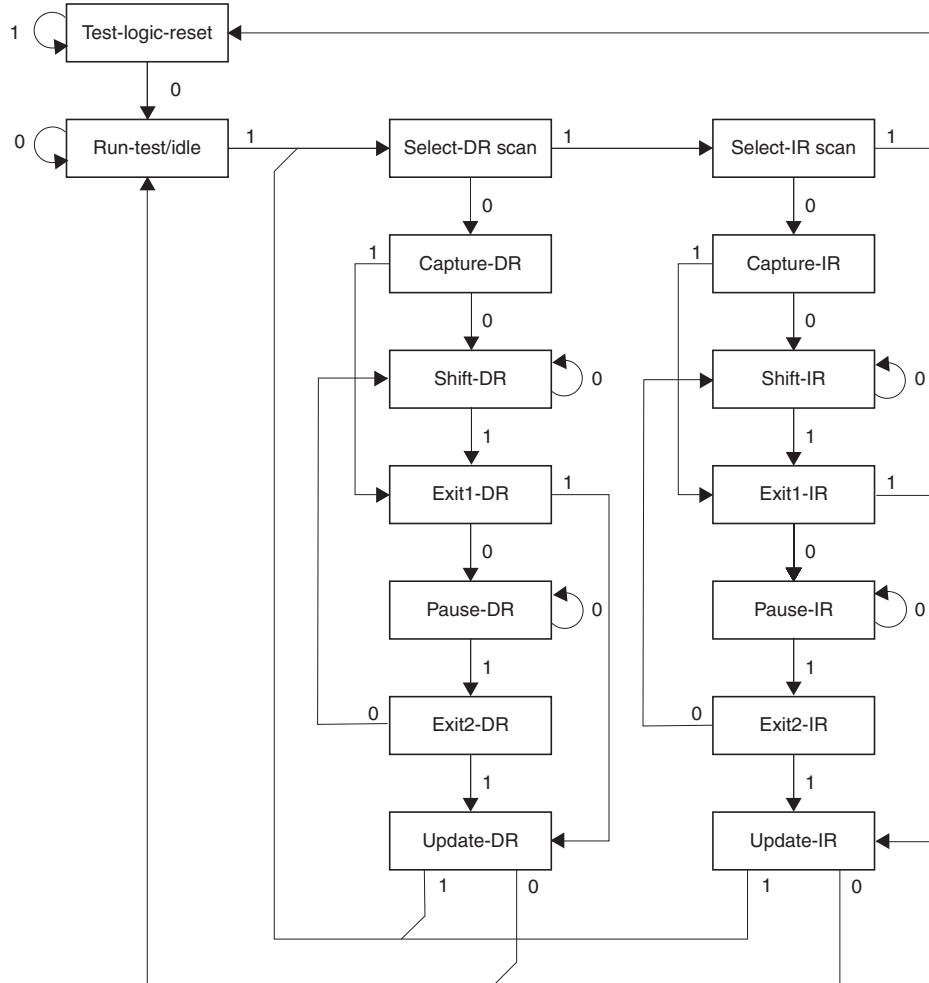 Test-logic-reset
1
0
Run-test/idle
0
1
Select-DR scan
1
Select-IR scan
1
0
0
1
Capture-DR
1
Capture-IR
0
0
Shift-DR
0
Shift-IR
0
1
1
Exit1-DR
1
Exit1-IR
1
0
0
Pause-DR
0
Pause-IR
0
1
1
0
Exit2-DR
0
Exit2-IR
1
1
Update-DR
Update-IR
1
0
1
0